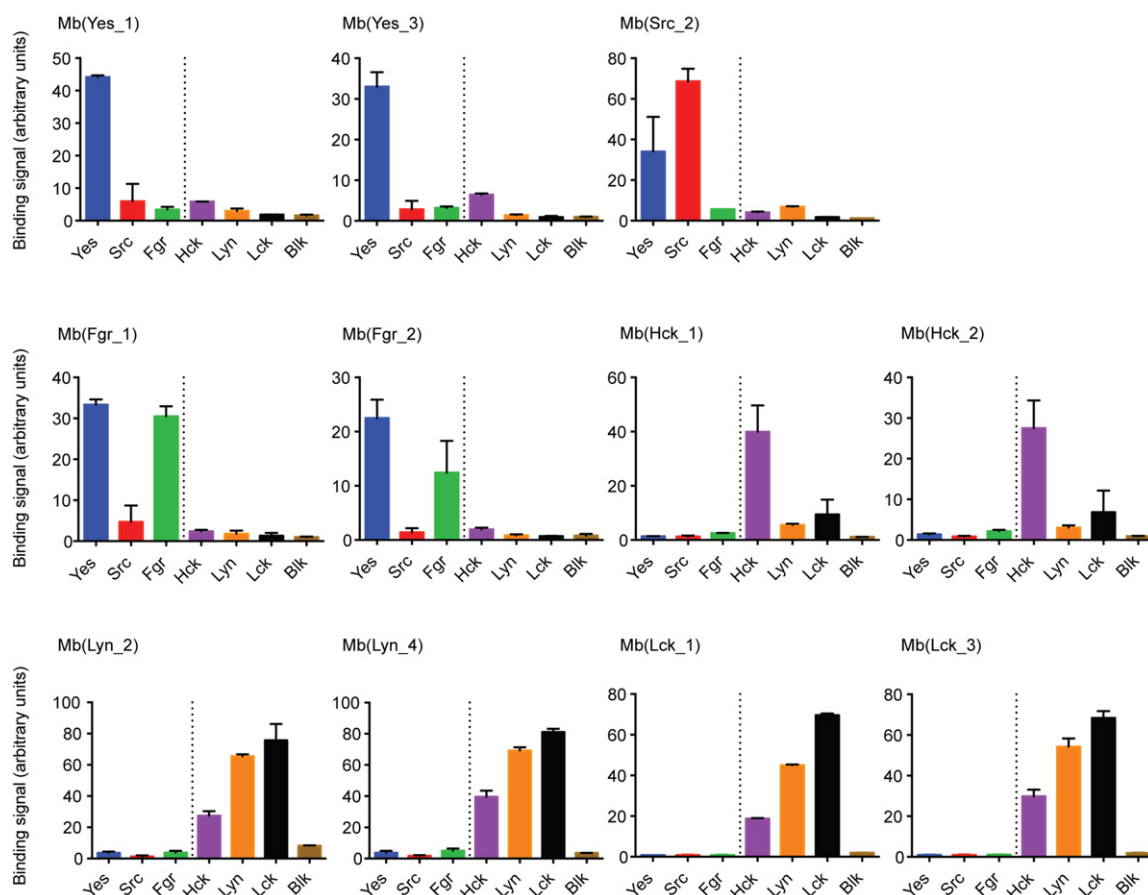 Mb(Yes_1) Mb(Yes_3) Mb(Src_2)
Binding signal (arbitrary units)
50 40 30 20 10 0
40 30 20 10 0
80 60 40 20 0
Yes Src Fgr Hck Lyn Lck Blk
Yes Src Fgr Hck Lyn Lck Blk
Yes Src Fgr Hck Lyn Lck Blk
Mb(Fgr_1) Mb(Fgr_2) Mb(Hck_1) Mb(Hck_2)
Binding signal (arbitrary units)
40 30 20 10 0
30 20 10 0
60 40 20 0
40 30 20 10 0
Yes Src Fgr Hck Lyn Lck Blk
Yes Src Fgr Hck Lyn Lck Blk
Yes Src Fgr Hck Lyn Lck Blk
Yes Src Fgr Hck Lyn Lck Blk
Mb(Lyn_2) Mb(Lyn_4) Mb(Lck_1) Mb(Lck_3)
Binding signal (arbitrary units)
100 80 60 40 20 0
100 80 60 40 20 0
80 60 40 20 0
80 60 40 20 0
Yes Src Fgr Hck Lyn Lck Blk
Yes Src Fgr Hck Lyn Lck Blk
Yes Src Fgr Hck Lyn Lck Blk
Yes Src Fgr Hck Lyn Lck Blk